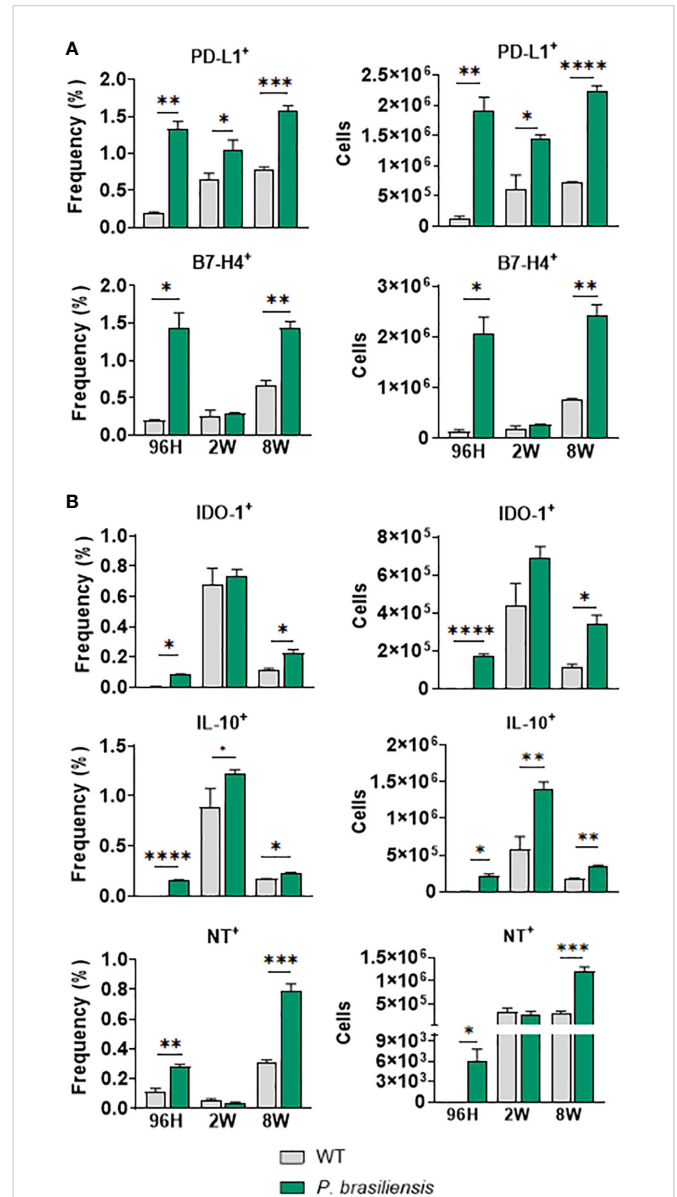 A
PD-L1+
PD-L1+
Frequency (%)
2.0
1.5
1.0
0.5
0.0
**
*
***
Cells
2.5×10⁶
2×10⁶
1.5×10⁶
1×10⁶
5×10⁵
0
**
*
****
B7-H4+
B7-H4+
Frequency (%)
2.0
1.5
1.0
0.5
0.0
*
**
96H 2W 8W
Cells
3×10⁶
2×10⁶
1×10⁶
0
*
**
96H 2W 8W
B
IDO-1+
IDO-1+
Frequency (%)
1.0
0.8
0.6
0.4
0.2
0.0
*
*
Cells
8×10⁵
6×10⁵
4×10⁵
2×10⁵
0
****
*
IL-10+
IL-10+
Frequency (%)
1.5
1.0
0.5
0.0
****
*
*
Cells
2×10⁶
1.5×10⁶
1×10⁶
5×10⁵
0
*
**
**
NT+
NT+
Frequency (%)
1.0
0.8
0.6
0.4
0.2
0.0
**
***
96H 2W 8W
Cells
1.5×10⁶
1×10⁶
5×10⁵
9×10³
6×10³
3×10³
0
*
***
96H 2W 8W
WT
P. brasiliensis